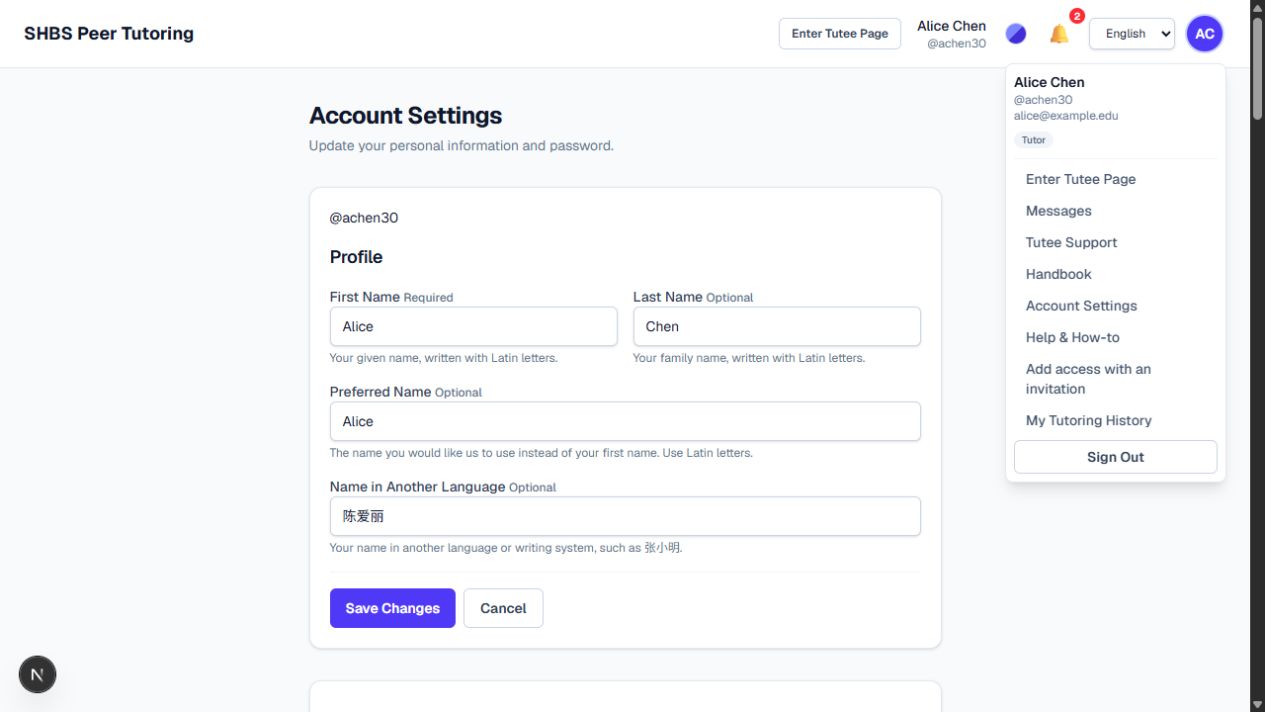 SHBS Peer Tutoring
Enter Tutee Page
Alice Chen
@achen30
2
English
AC
Alice Chen
@achen30
alice@example.edu
Tutor
Enter Tutee Page
Messages
Tutee Support
Handbook
Account Settings
Help & How-to
Add access with an
invitation
My Tutoring History
Sign Out
Account Settings
Update your personal information and password.
@achen30
Profile
First Name Required
Alice
Your given name, written with Latin letters.
Last Name Optional
Chen
Your family name, written with Latin letters.
Preferred Name Optional
Alice
The name you would like us to use instead of your first name. Use Latin letters.
Name in Another Language Optional
陈爱丽
Your name in another language or writing system, such as 张小明.
Save Changes
Cancel
N